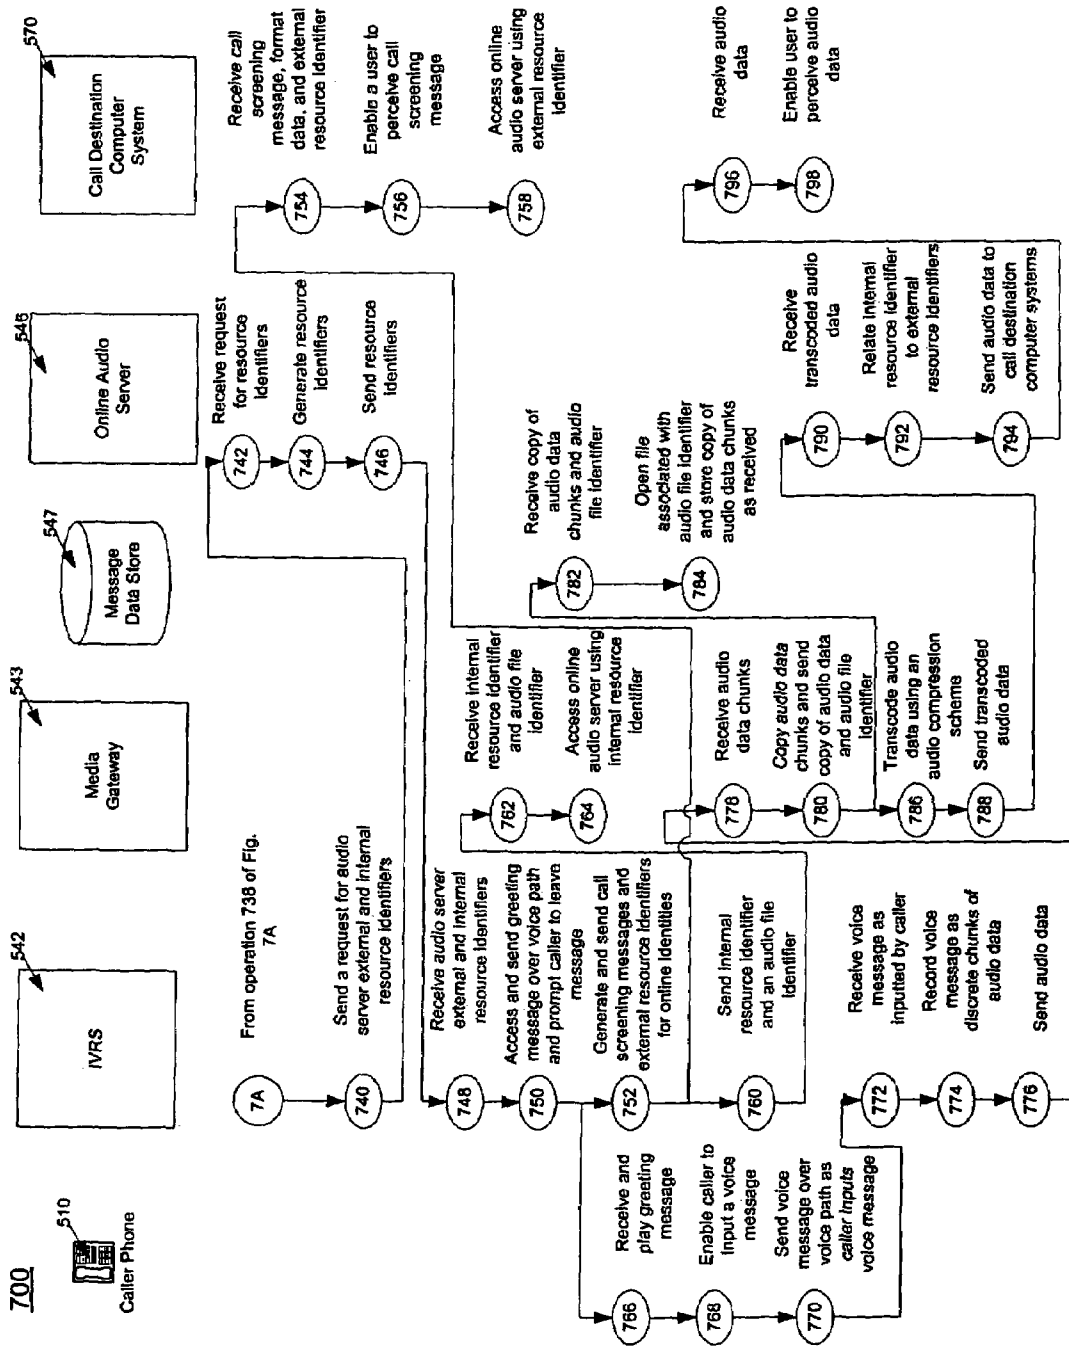 700
510
Caller Phone
542
IVRS
543
Media
Gateway
547
Message
Data Store
546
Online Audio
Server
570
Call Destination
Computer
System
7A
From operation 738 of Fig.
7A
740
Send a request for audio
server external and internal
resource identifiers
742
Receive request
for resource
identifiers
744
Generate resource
identifiers
746
Send resource
identifiers
748
Receive audio server
external and internal
resource identifiers
750
Access and send greeting
message over voice path
and prompt caller to leave
message
752
Generate and send call
screening messages and
external resource identifiers
for online identities
754
Receive call
screening
message, format
data, and external
resource identifier
756
Enable a user to
perceive call
screening
message
758
Access online
audio server using
external resource
identifier
760
Send internal
resource identifier
and an audio file
identifier
762
Receive internal
resource identifier
and audio file
identifier
764
Access online
audio server using
internal resource
identifier
766
Receive and
play greeting
message
768
Enable caller to
input a voice
message
770
Send voice
message over
voice path as
caller inputs
voice message
772
Receive voice
message as
inputted by caller
774
Record voice
message as
discrete chunks of
audio data
776
Send audio data
778
Receive audio
data chunks
780
Copy audio data
chunks and send
copy of audio data
and audio file
identifier
782
Receive copy of
audio data
chunks and audio
file identifier
784
Open file
associated with
audio file identifier
and store copy of
audio data chunks
as received
786
Transcode audio
data using an
audio compression
scheme
788
Send transcoded
audio data
790
Receive
transcoded audio
data
792
Relate internal
resource identifier
to external
resource identifiers
794
Send audio data to
call destination
computer systems
796
Receive audio
data
798
Enable user to
perceive audio
data